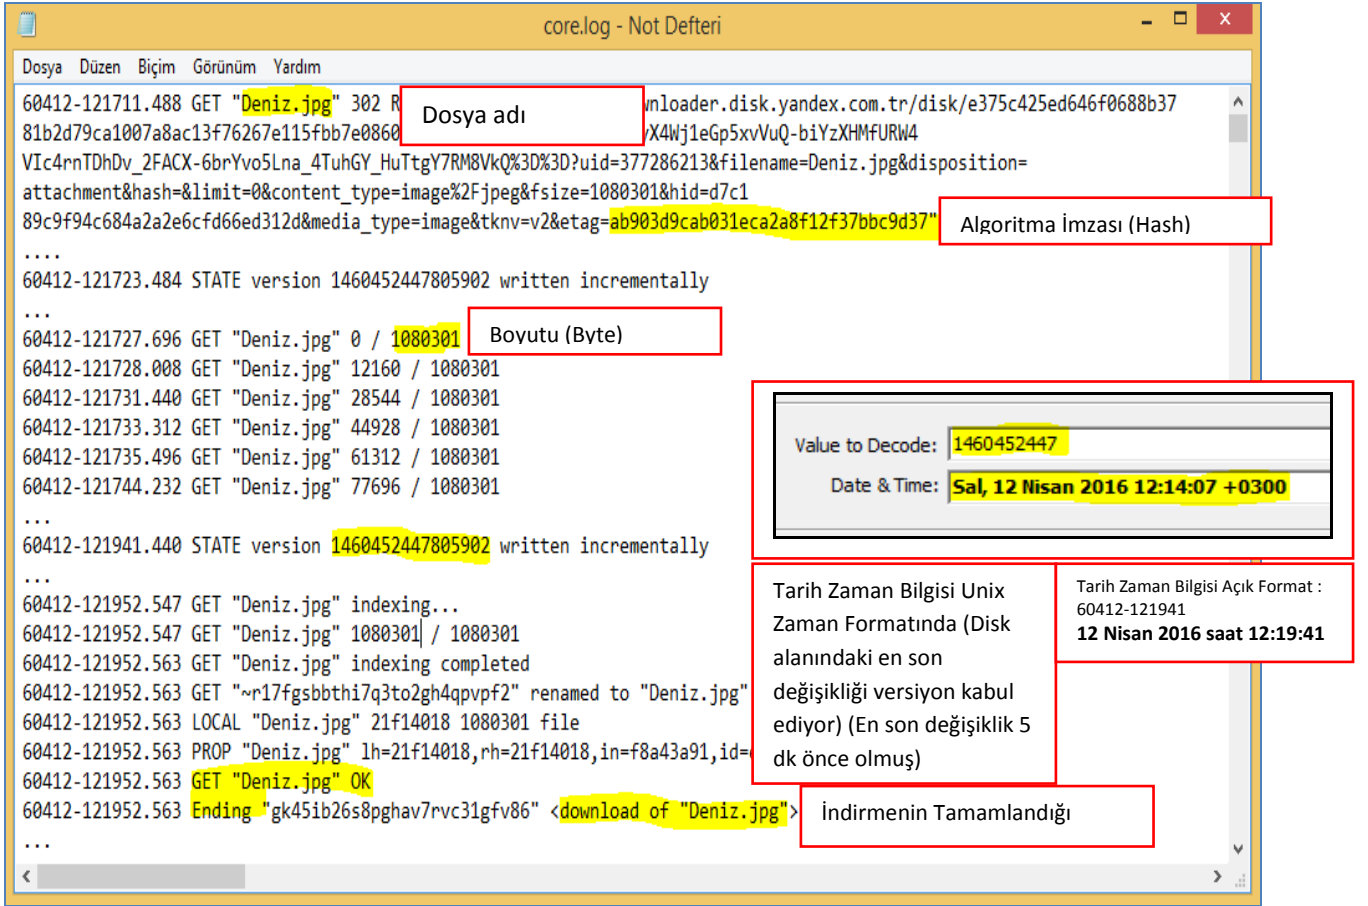 core.log - Not Defteri
Dosya Düzen Biçim Görünüm Yardım
60412-121711.488 GET "Deniz.jpg" 302 R
Dosya adı
nloader.disk.yandex.com.tr/disk/e375c425ed646f0688b37
81b2d79ca1007a8ac13f76267e115fbb7e0860
X4Wj1eGp5xvVuQ-biYzXHMfURW4
VIc4rnTDhDv_2FACX-6brYvo5Lna_4TuhGY_HuTtgY7RM8VkQ%3D%3D?uid=377286213&filename=Deniz.jpg&disposition=
attachment&hash=&limit=0&content_type=image%2Fjpeg&fsize=1080301&hid=d7c1
89c9f94c684a2a2e6cfd66ed312d&media_type=image&tknv=v2&etag=ab903d9cab031eca2a8f12f37bbc9d37"
Algoritma İmzası (Hash)
....
60412-121723.484 STATE version 1460452447805902 written incrementally
...
60412-121727.696 GET "Deniz.jpg" 0 / 1080301
Boyutu (Byte)
60412-121728.008 GET "Deniz.jpg" 12160 / 1080301
60412-121731.440 GET "Deniz.jpg" 28544 / 1080301
60412-121733.312 GET "Deniz.jpg" 44928 / 1080301
60412-121735.496 GET "Deniz.jpg" 61312 / 1080301
60412-121744.232 GET "Deniz.jpg" 77696 / 1080301
...
60412-121941.440 STATE version 1460452447805902 written incrementally
...
60412-121952.547 GET "Deniz.jpg" indexing...
60412-121952.547 GET "Deniz.jpg" 1080301 / 1080301
60412-121952.563 GET "Deniz.jpg" indexing completed
60412-121952.563 GET "~r17fgsbbthi7q3to2gh4qpvpf2" renamed to "Deniz.jpg"
60412-121952.563 LOCAL "Deniz.jpg" 21f14018 1080301 file
60412-121952.563 PROP "Deniz.jpg" lh=21f14018,rh=21f14018,in=f8a43a91,id=
60412-121952.563 GET "Deniz.jpg" OK
60412-121952.563 Ending "gk45ib26s8pghav7rvc31gfv86" <download of "Deniz.jpg">
İndirmenin Tamamlandığı
...
Value to Decode: 1460452447
Date & Time: Sal, 12 Nisan 2016 12:14:07 +0300
Tarih Zaman Bilgisi Unix
Zaman Formatında (Disk
alanındaki en son
değişikliği versiyon kabul
ediyor) (En son değişiklik 5
dk önce olmuş)
Tarih Zaman Bilgisi Açık Format :
60412-121941
12 Nisan 2016 saat 12:19:41